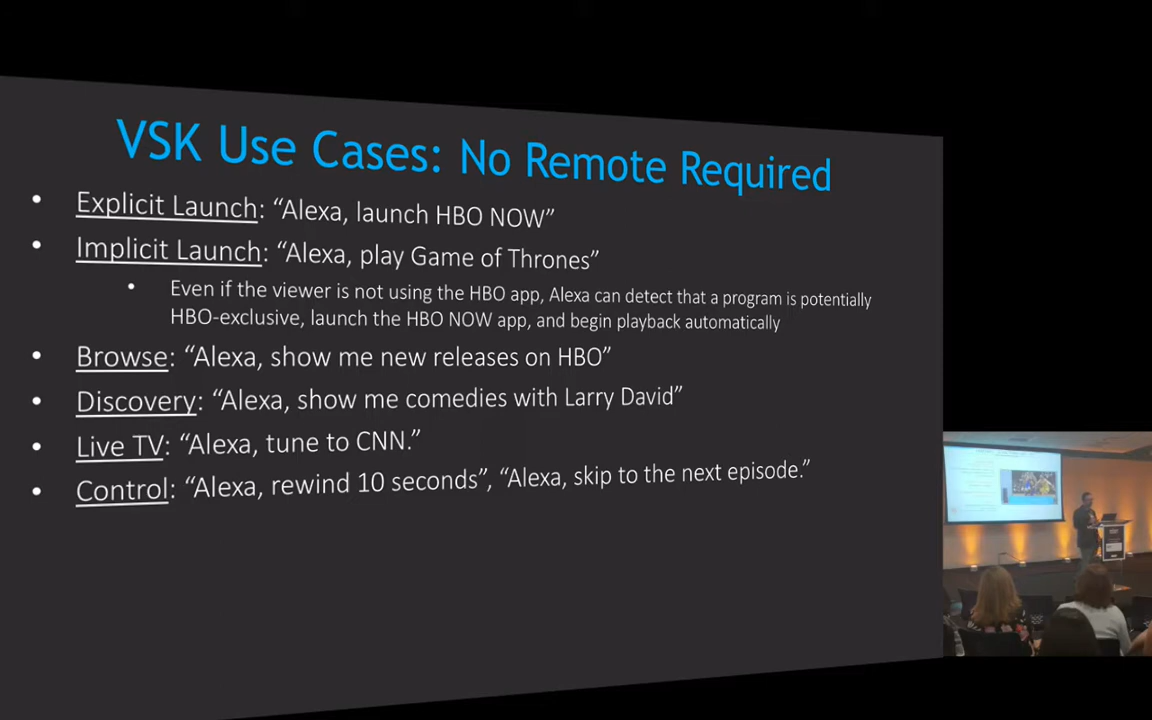 VSK Use Cases: No Remote Required
• Explicit Launch: “Alexa, launch HBO NOW”
• Implicit Launch: “Alexa, play Game of Thrones”
• Even if the viewer is not using the HBO app, Alexa can detect that a program is potentially
HBO-exclusive, launch the HBO NOW app, and begin playback automatically
• Browse: “Alexa, show me new releases on HBO”
• Discovery: “Alexa, show me comedies with Larry David”
• Live TV: “Alexa, tune to CNN.”
• Control: “Alexa, rewind 10 seconds”, “Alexa, skip to the next episode.”